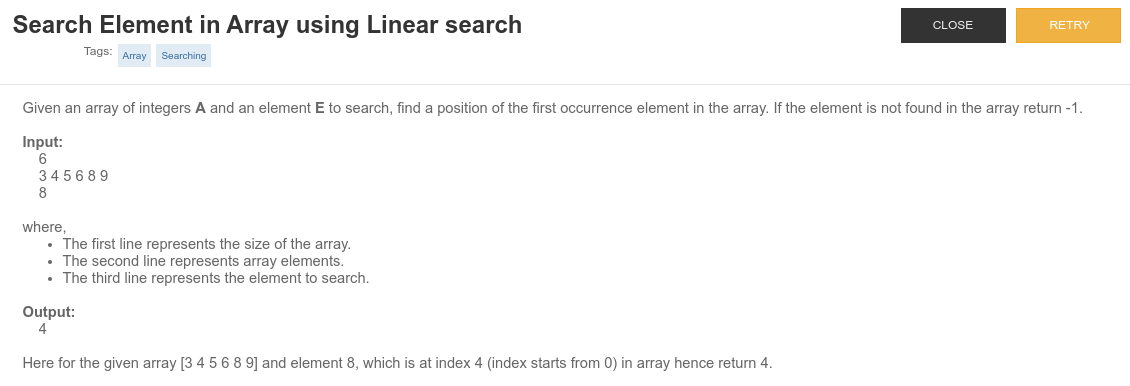 Search Element in Array using Linear search
CLOSE
RETRY
Tags: Array Searching
Given an array of integers A and an element E to search, find a position of the first occurrence element in the array. If the element is not found in the array return -1.
Input:
6
3 4 5 6 8 9
8
where,
• The first line represents the size of the array.
• The second line represents array elements.
• The third line represents the element to search.
Output:
4
Here for the given array [3 4 5 6 8 9] and element 8, which is at index 4 (index starts from 0) in array hence return 4.